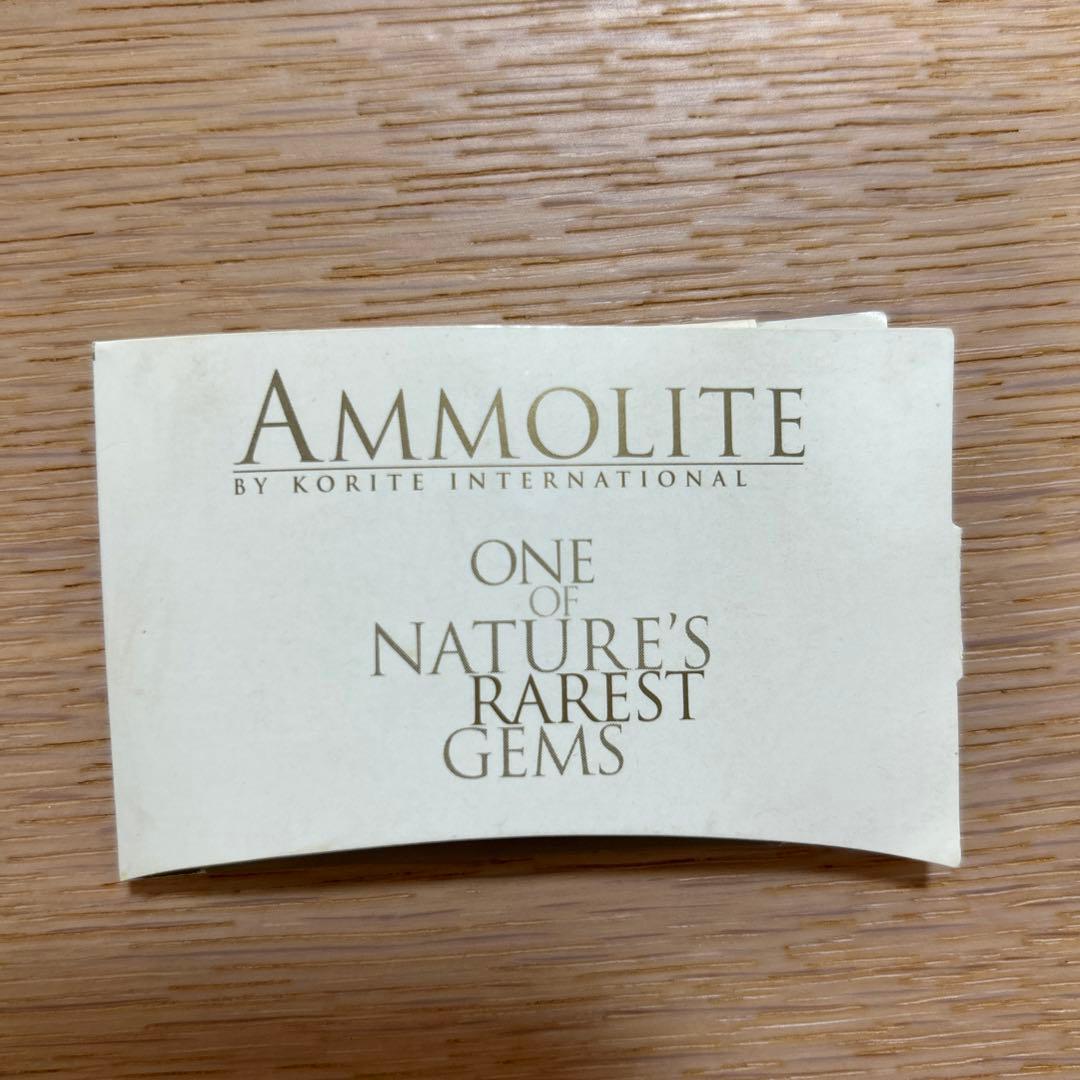 AMMOLITE
BY KORITE INTERNATIONAL
ONE
OF
NATURE'S
RAREST
GEMS